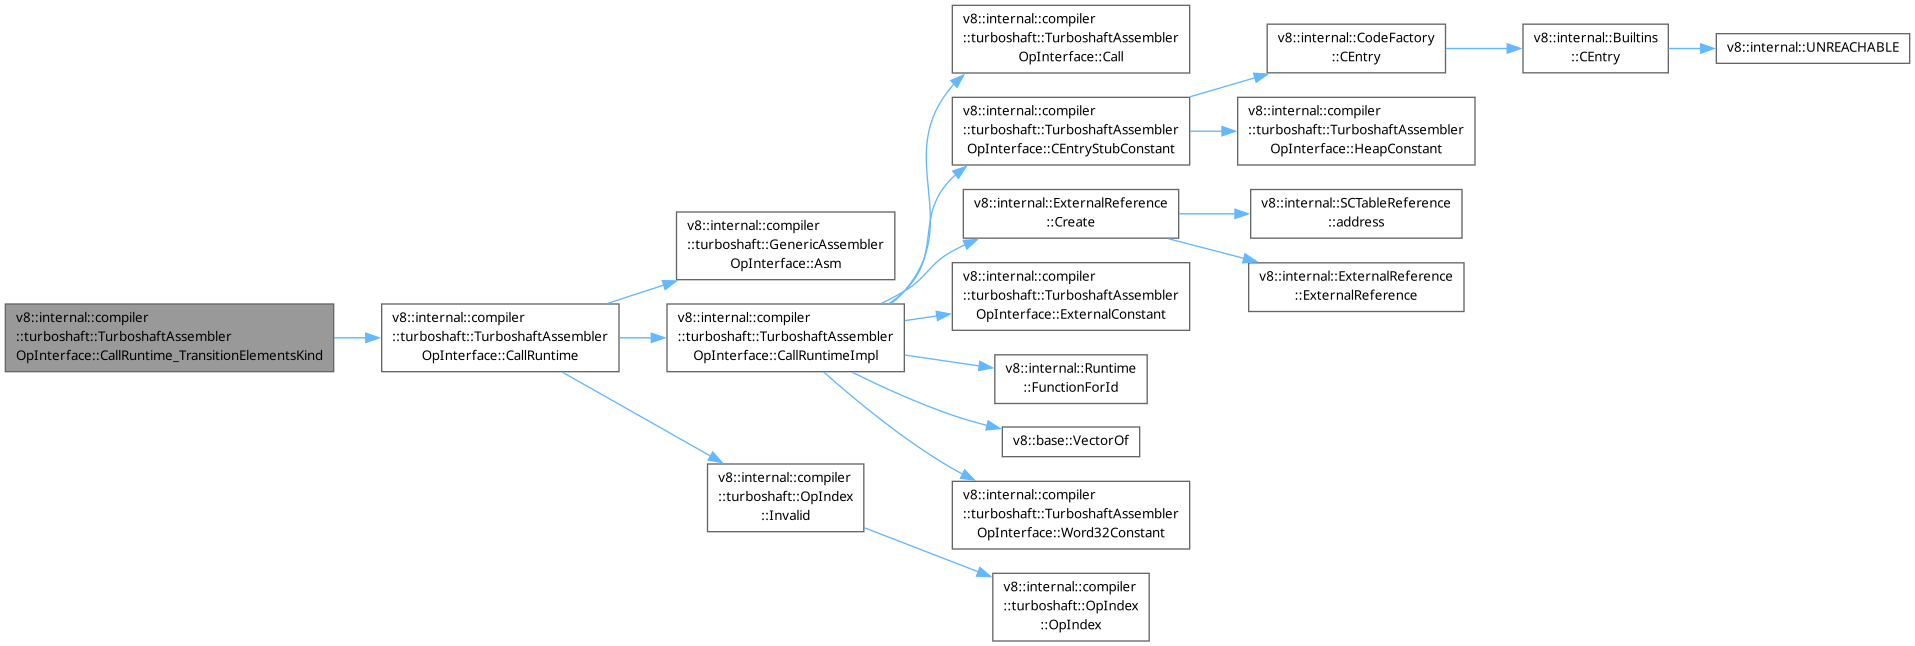 v8::internal::compiler
::turboshaft::TurboshaftAssembler
OpInterface::CallRuntime_TransitionElementsKind
v8::internal::compiler
::turboshaft::TurboshaftAssembler
OpInterface::CallRuntime
v8::internal::compiler
::turboshaft::GenericAssembler
OpInterface::Asm
v8::internal::compiler
::turboshaft::TurboshaftAssembler
OpInterface::CallRuntimeImpl
v8::internal::compiler
::turboshaft::OpIndex
::Invalid
v8::internal::compiler
::turboshaft::TurboshaftAssembler
OpInterface::Call
v8::internal::compiler
::turboshaft::TurboshaftAssembler
OpInterface::CEntryStubConstant
v8::internal::ExternalReference
::Create
v8::internal::compiler
::turboshaft::TurboshaftAssembler
OpInterface::ExternalConstant
v8::internal::Runtime
::FunctionForId
v8::base::VectorOf
v8::internal::compiler
::turboshaft::TurboshaftAssembler
OpInterface::Word32Constant
v8::internal::compiler
::turboshaft::OpIndex
::OpIndex
v8::internal::CodeFactory
::CEntry
v8::internal::compiler
::turboshaft::TurboshaftAssembler
OpInterface::HeapConstant
v8::internal::SCTableReference
::address
v8::internal::ExternalReference
::ExternalReference
v8::internal::Builtins
::CEntry
v8::internal::UNREACHABLE